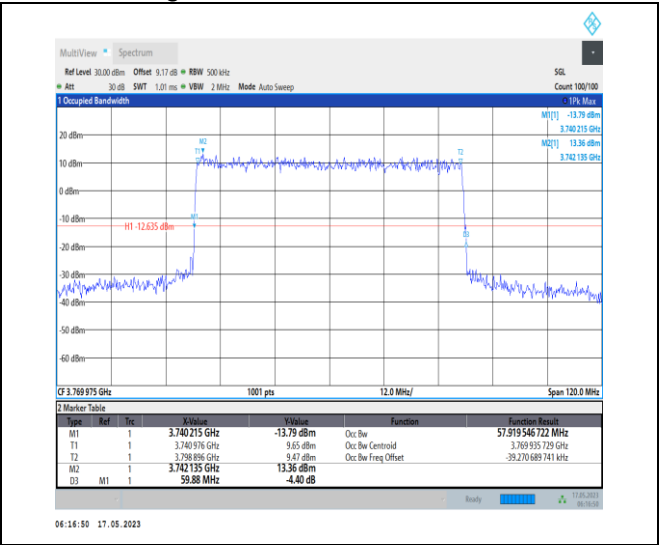 MultiView Spectrum
Ref Level 30.00 dBm Offset 9.17 dB RBW 500 kHz SGL
Att 30 dB SWT 1.01 ms VBW 2 MHz Mode Auto Sweep Count 100/100
1 Occupied Bandwidth 1Pk Max
M1[1] -13.79 dBm
3.740 215 GHz
20 dBm
M2
M2[1] 13.36 dBm
T1
T2
3.742 135 GHz
10 dBm
0 dBm
-10 dBm
M1
H1 -12.635 dBm
D3
-20 dBm
-30 dBm
-40 dBm
-50 dBm
-60 dBm
CF 3.769 975 GHz 1001 pts 12.0 MHz/ Span 120.0 MHz
2 Marker Table
Type Ref Trc X-Value Y-Value Function Function Result
M1 1 3.740 215 GHz -13.79 dBm Occ Bw 57.919 546 722 MHz
T1 1 3.740 976 GHz 9.65 dBm Occ Bw Centroid 3.769 935 729 GHz
T2 1 3.798 896 GHz 9.47 dBm Occ Bw Freq Offset -39.270 689 741 kHz
M2 1 3.742 135 GHz 13.36 dBm
D3 M1 1 59.88 MHz -4.40 dB
Ready 17.05.2023
06:16:50
06:16:50 17.05.2023